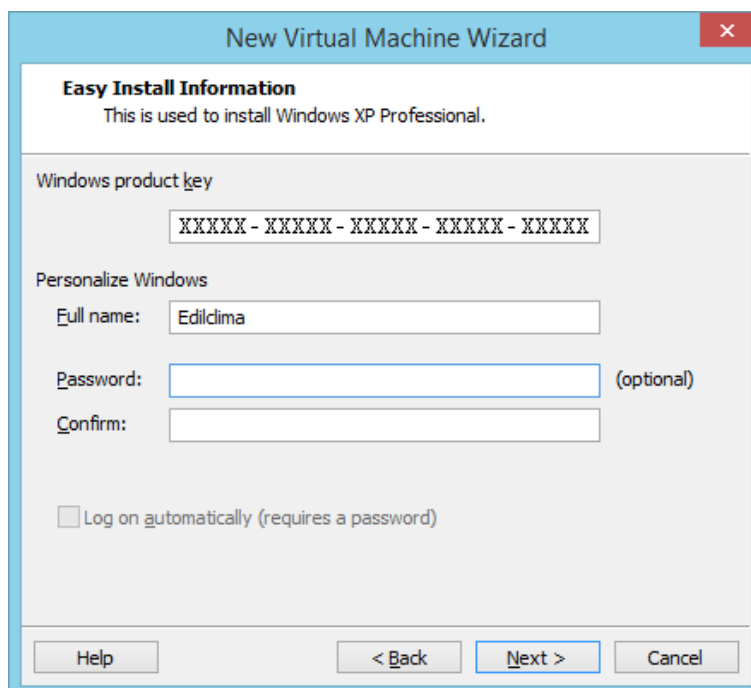 New Virtual Machine Wizard
Easy Install Information
This is used to install Windows XP Professional.
Windows product key
XXXXX - XXXXX - XXXXX - XXXXX - XXXXX
Personalize Windows
Full name: Edilclima
Password: (optional)
Confirm:
Log on automatically (requires a password)
Help < Back Next > Cancel